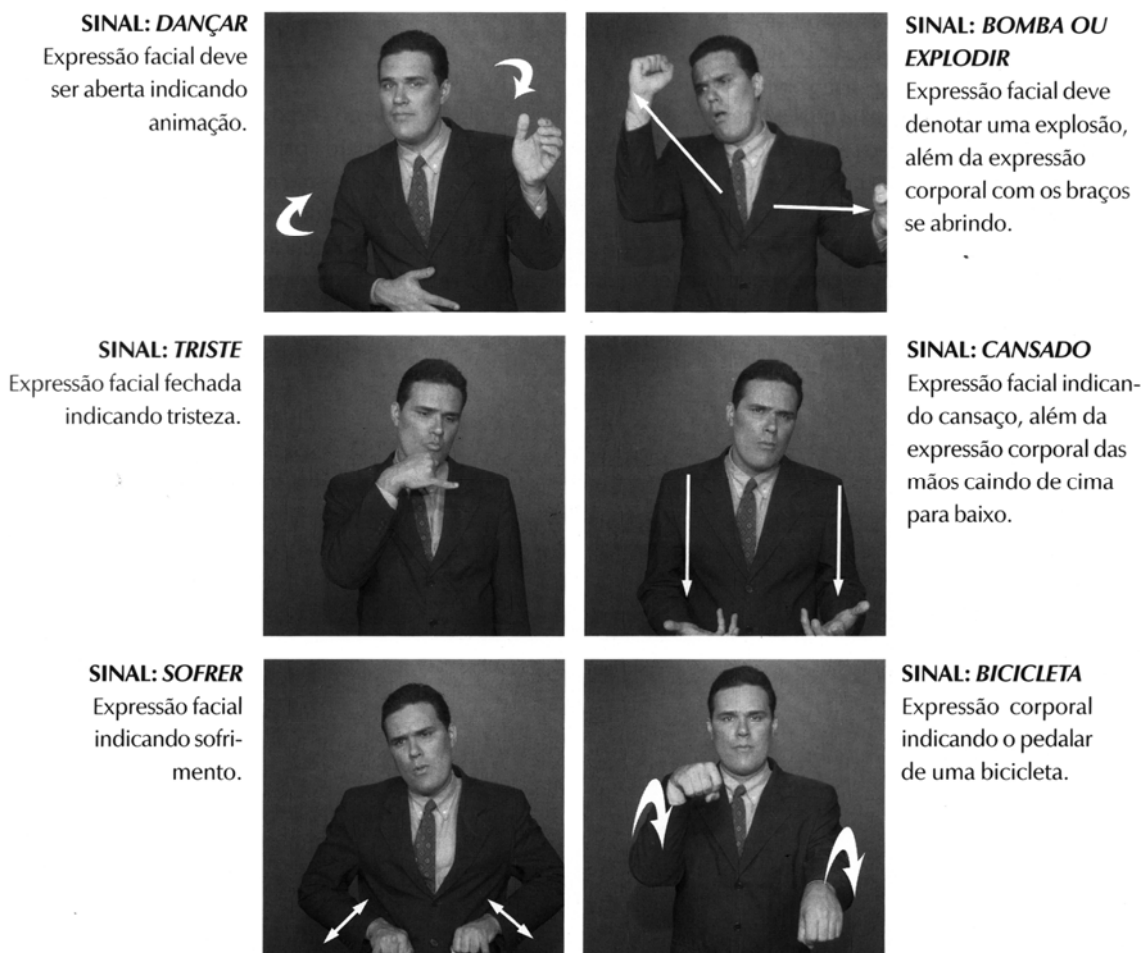 SINAL: DANÇAR
Expressão facial deve
ser aberta indicando
animação.
SINAL: BOMBA OU
EXPLODIR
Expressão facial deve
denotar uma explosão,
além da expressão
corporal com os braços
se abrindo.
SINAL: TRISTE
Expressão facial fechada
indicando tristeza.
SINAL: CANSADO
Expressão facial indican-
do cansaço, além da
expressão corporal das
mãos caindo de cima
para baixo.
SINAL: SOFRER
Expressão facial
indicando sofri-
mento.
SINAL: BICICLETA
Expressão corporal
indicando o pedalar
de uma bicicleta.